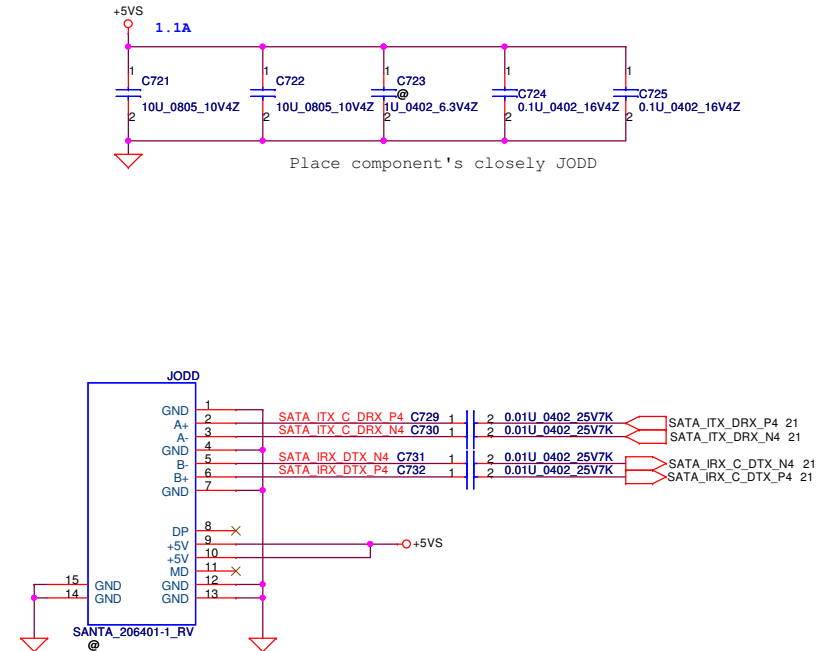 +5VS
1.1A
1 1 1 1 1
C721 C722 C723 C724 C725
@
10U_0805_10V4Z 10U_0805_10V4Z 1U_0402_6.3V4Z 0.1U_0402_16V4Z 0.1U_0402_16V4Z
2 2 2 2 2
Place component's closely JODD
JODD
GND 1
A+ 2 SATA_ITX_C_DRX_P4 C729 1 2 0.01U_0402_25V7K SATA_ITX_DRX_P4 21
A- 3 SATA_ITX_C_DRX_N4 C730 1 2 0.01U_0402_25V7K SATA_ITX_DRX_N4 21
GND 4
B- 5 SATA_IRX_DTX_N4 C731 1 2 0.01U_0402_25V7K SATA_IRX_C_DTX_N4 21
B+ 6 SATA_IRX_DTX_P4 C732 1 2 0.01U_0402_25V7K SATA_IRX_C_DTX_P4 21
GND 7
DP 8
+5V 9 +5VS
+5V 10
MD 11
15 GND GND 12
14 GND GND 13
SANTA_206401-1_RV
@